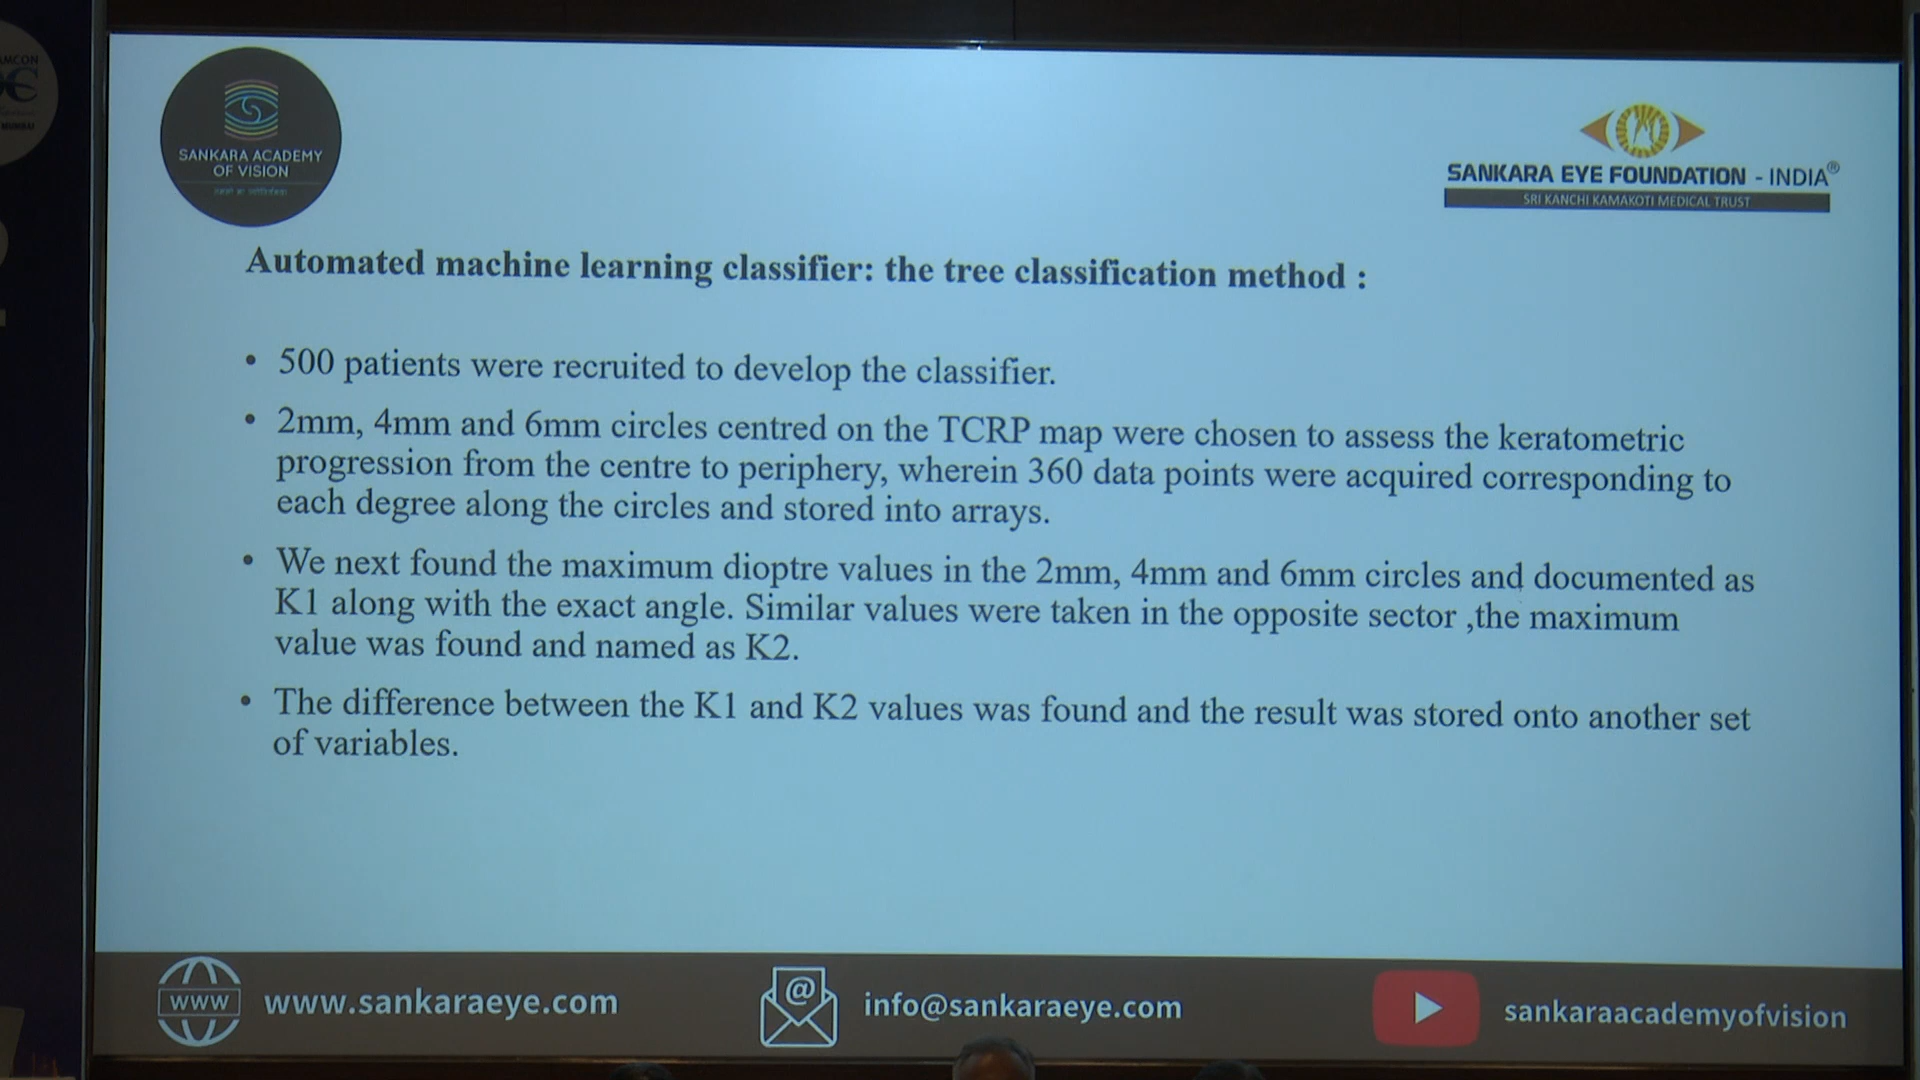 AMCON
MUMBAI
SANKARA ACADEMY
OF VISION
SANKARA EYE FOUNDATION - INDIA®
SRI KANCHI KAMAKOTI MEDICAL TRUST
Automated machine learning classifier: the tree classification method :
• 500 patients were recruited to develop the classifier.
• 2mm, 4mm and 6mm circles centred on the TCRP map were chosen to assess the keratometric
progression from the centre to periphery, wherein 360 data points were acquired corresponding to
each degree along the circles and stored into arrays.
• We next found the maximum dioptre values in the 2mm, 4mm and 6mm circles and documented as
K1 along with the exact angle. Similar values were taken in the opposite sector ,the maximum
value was found and named as K2.
• The difference between the K1 and K2 values was found and the result was stored onto another set
of variables.
www www.sankaraeye.com
@ info@sankaraeye.com
sankaraacademyofvision